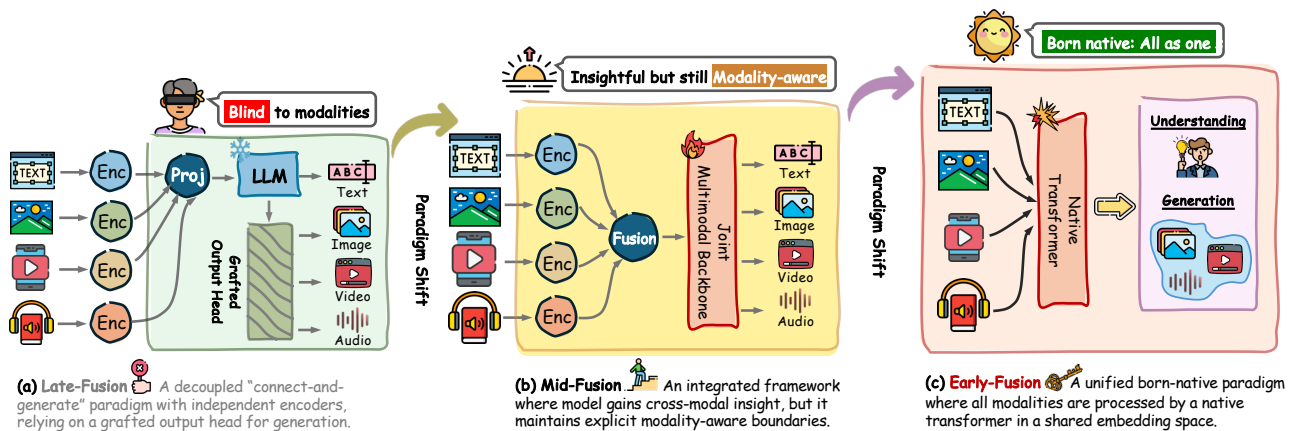 Blind to modalities
TEXT
Enc
Enc
Enc
Enc
Proj
LLM
Grafted
Output Head
ABC
Text
Image
Video
Audio
(a) Late-Fusion A decoupled "connect-and-
generate" paradigm with independent encoders,
relying on a grafted output head for generation.
Paradigm Shift
Insightful but still Modality-aware
TEXT
Enc
Enc
Enc
Enc
Fusion
Joint
Multimodal Backbone
ABC
Text
Image
Video
Audio
(b) Mid-Fusion An integrated framework
where model gains cross-modal insight, but it
maintains explicit modality-aware boundaries.
Paradigm Shift
Born native: All as one
TEXT
Native
Transformer
Understanding
Generation
(c) Early-Fusion A unified born-native paradigm
where all modalities are processed by a native
transformer in a shared embedding space.